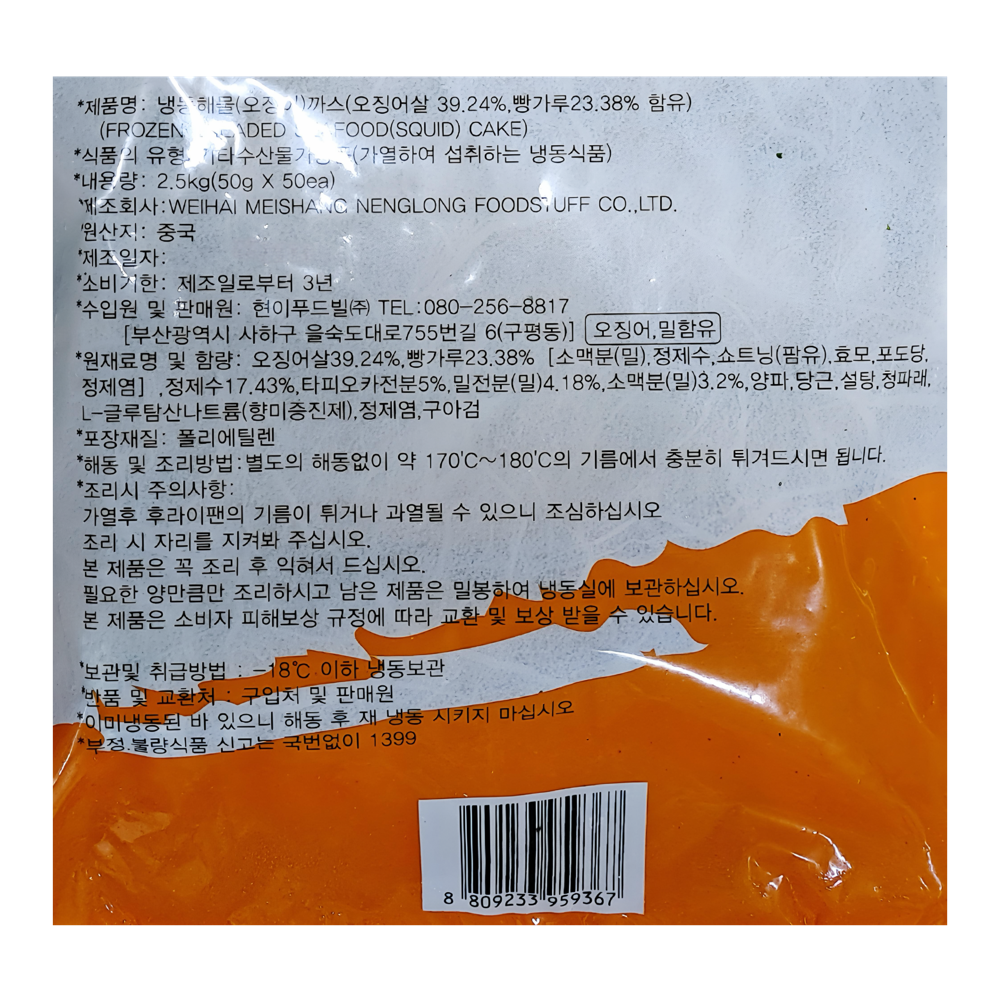 *제품명: 냉동해물(오징어)까스(오징어살 39.24%,빵가루23.38% 함유)
(FROZEN BREADED SEAFOOD(SQUID) CAKE)
*식품의 유형: 기타수산물가공품(가열하여 섭취하는 냉동식품)
*내용량: 2.5kg(50g X 50ea)
*제조회사:WEIHAI MEISHANG NENGLONG FOODSTUFF CO.,LTD.
원산지: 중국
*제조일자:
*소비기한: 제조일로부터 3년
*수입원 및 판매원: 현이푸드빌㈜ TEL:080-256-8817
[부산광역시 사하구 을숙도대로755번길 6(구평동)] 오징어,밀함유
*원재료명 및 함량: 오징어살39.24%,빵가루23.38% [소맥분(밀),정제수,쇼트닝(팜유),효모,포도당,
정제염] ,정제수17.43%,타피오카전분5%,밀전분(밀)4.18%,소맥분(밀)3.2%,양파,당근,설탕,청파래,
L-글루탐산나트륨(향미증진제),정제염,구아검
*포장재질: 폴리에틸렌
*해동 및 조리방법:별도의 해동없이 약 170℃~180℃의 기름에서 충분히 튀겨드시면 됩니다.
*조리시 주의사항:
가열후 후라이팬의 기름이 튀거나 과열될 수 있으니 조심하십시오
조리 시 자리를 지켜봐 주십시오.
본 제품은 꼭 조리 후 익혀서 드십시오.
필요한 양만큼만 조리하시고 남은 제품은 밀봉하여 냉동실에 보관하십시오.
본 제품은 소비자 피해보상 규정에 따라 교환 및 보상 받을 수 있습니다.
*보관및 취급방법 : -18℃ 이하 냉동보관
*반품 및 교환처 : 구입처 및 판매원
*이미냉동된 바 있으니 해동 후 재 냉동 시키지 마십시오
*부정.불량식품 신고는 국번없이 1399
8 809233 959367